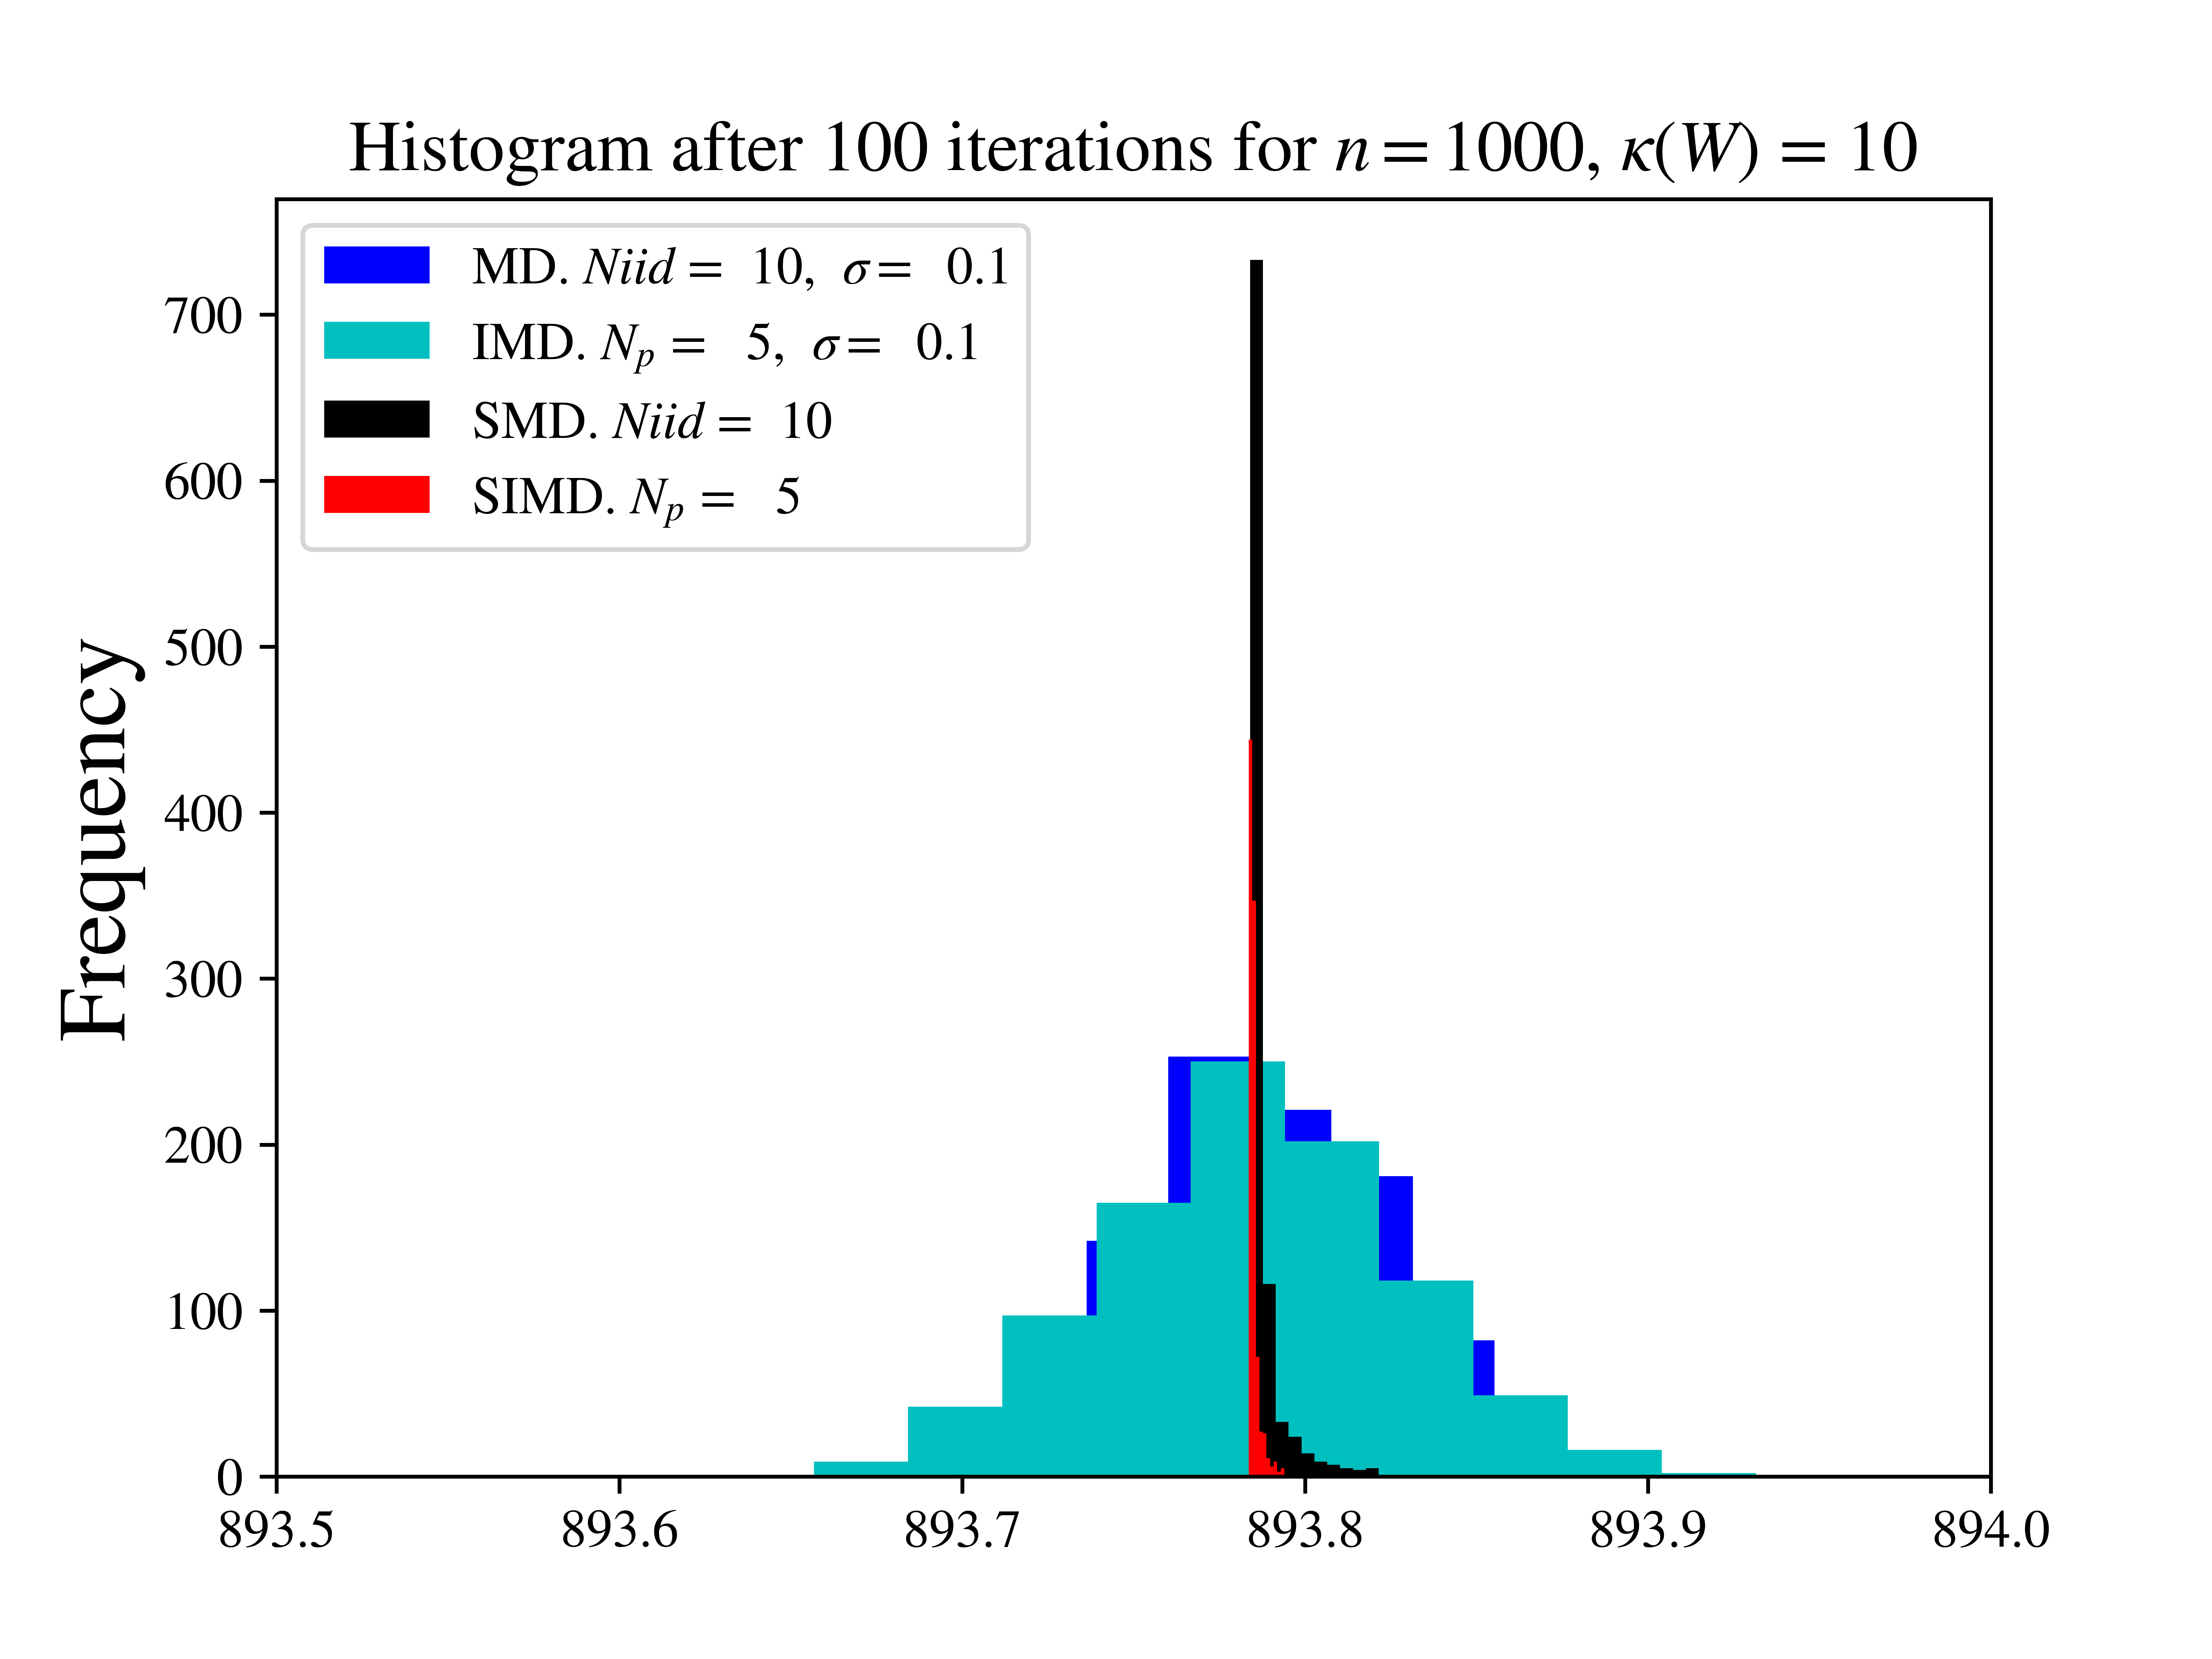 Histogram after 100 iterations for n = 1000, κ(W) = 10
MD. Niid = 10, σ = 0.1
IMD. Nₚ = 5, σ = 0.1
SMD. Niid = 10
SIMD. Nₚ = 5
Frequency
700
600
500
400
300
200
100
0
893.5 893.6 893.7 893.8 893.9 894.0